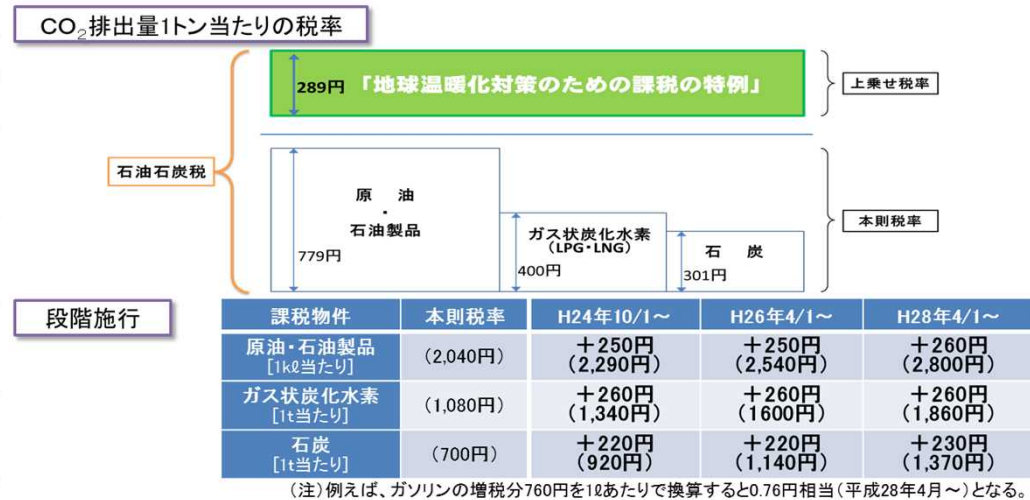 CO₂排出量1トン当たりの税率
289円 「地球温暖化対策のための課税の特例」
上乗せ税率
石油石炭税
原 油
・
石油製品
779円
ガス状炭化水素
(LPG・LNG)
400円
石 炭
301円
本則税率
段階施行
課税物件 本則税率 H24年10/1~ H26年4/1~ H28年4/1~
原油・石油製品 +250円 +250円 +260円
[1kℓ当たり] (2,040円) (2,290円) (2,540円) (2,800円)
ガス状炭化水素 +260円 +260円 +260円
[1t当たり] (1,080円) (1,340円) (1600円) (1,860円)
石炭 +220円 +220円 +230円
[1t当たり] (700円) (920円) (1,140円) (1,370円)
(注)例えば、ガソリンの増税分760円を1ℓあたりで換算すると0.76円相当(平成28年4月~)となる。